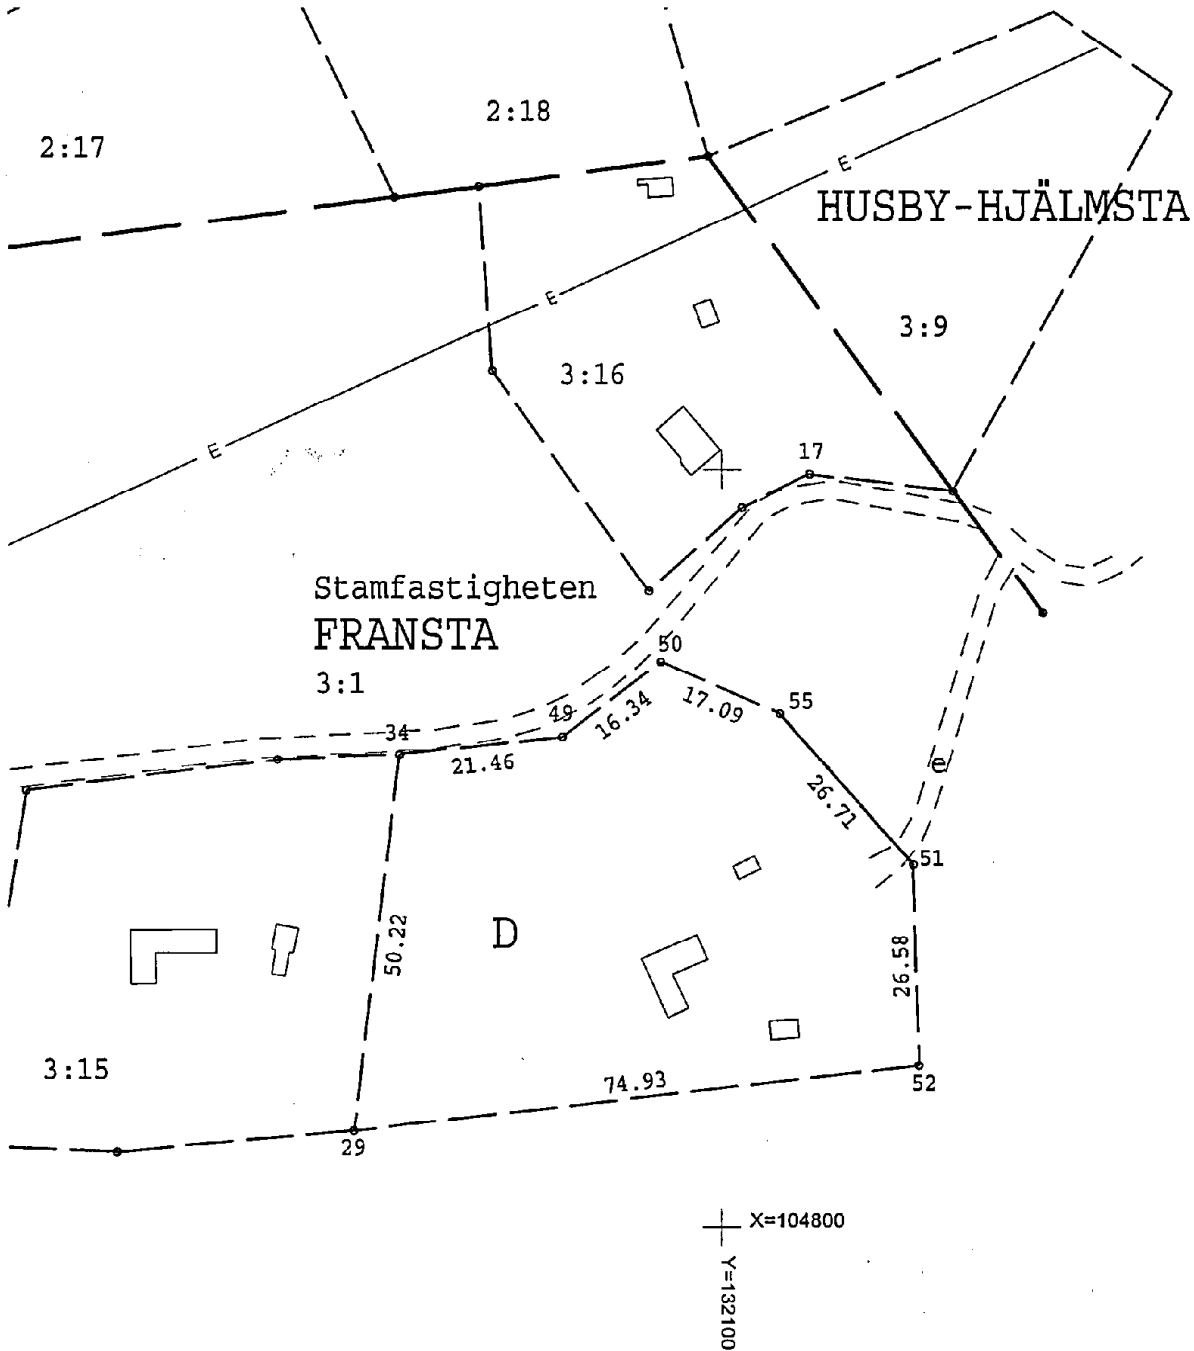 2:17
2:18
E
HUSBY-HJÄLMSTA
E
3:9
3:16
E
17
Stamfastigheten
FRANSTA
3:1
50
17.09
55
49
16.34
34
21.46
e
26.71
51
50.22
D
26.58
3:15
74.93
52
29
X=104800
Y=132100